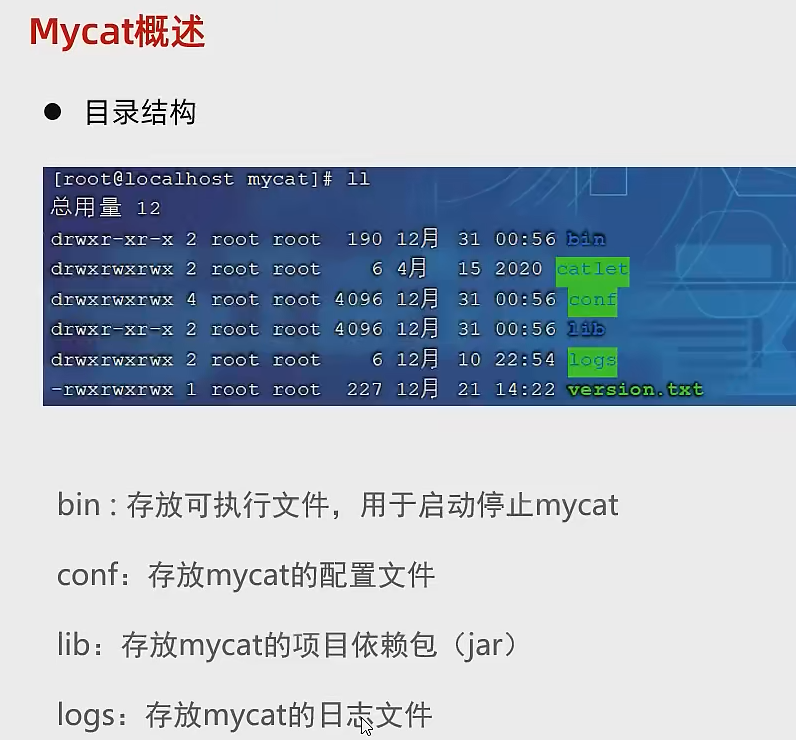 Mycat概述
● 目录结构
[root@localhost mycat]# ll
总用量 12
drwxr-xr-x 2 root root 190 12月 31 00:56 bin
drwxrwxrwx 2 root root 6 4月 15 2020 catlet
drwxrwxrwx 4 root root 4096 12月 31 00:56 conf
drwxr-xr-x 2 root root 4096 12月 31 00:56 lib
drwxrwxrwx 2 root root 6 12月 10 22:54 logs
-rwxrwxrwx 1 root root 227 12月 21 14:22 version.txt
bin : 存放可执行文件，用于启动停止mycat
conf：存放mycat的配置文件
lib：存放mycat的项目依赖包（jar）
logs：存放mycat的日志文件